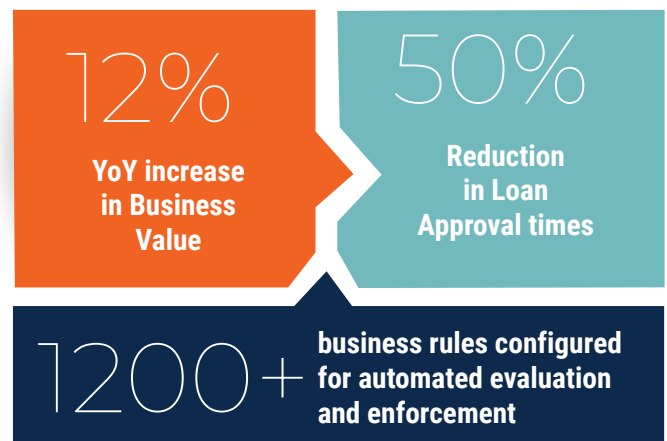 12%
YoY increase
in Business
Value
50%
Reduction
in Loan
Approval times
1200+
business rules configured
for automated evaluation
and enforcement